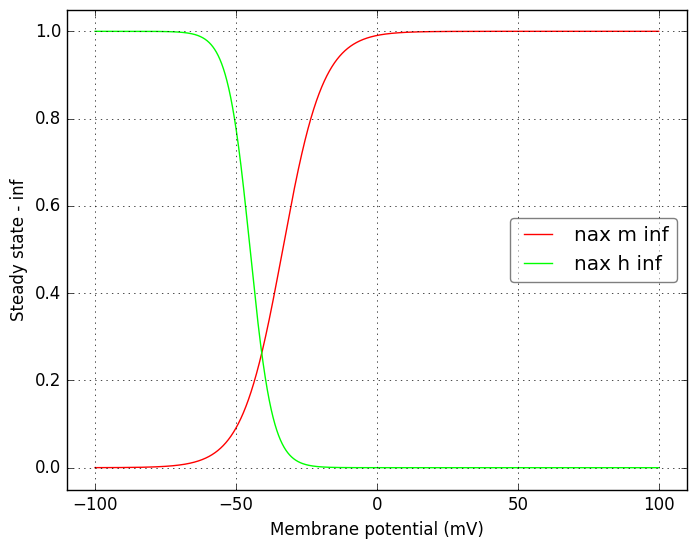 1.0
0.8
0.6
0.4
0.2
0.0
Steady state - inf
nax m inf
nax h inf
−100
−50
0
50
100
Membrane potential (mV)